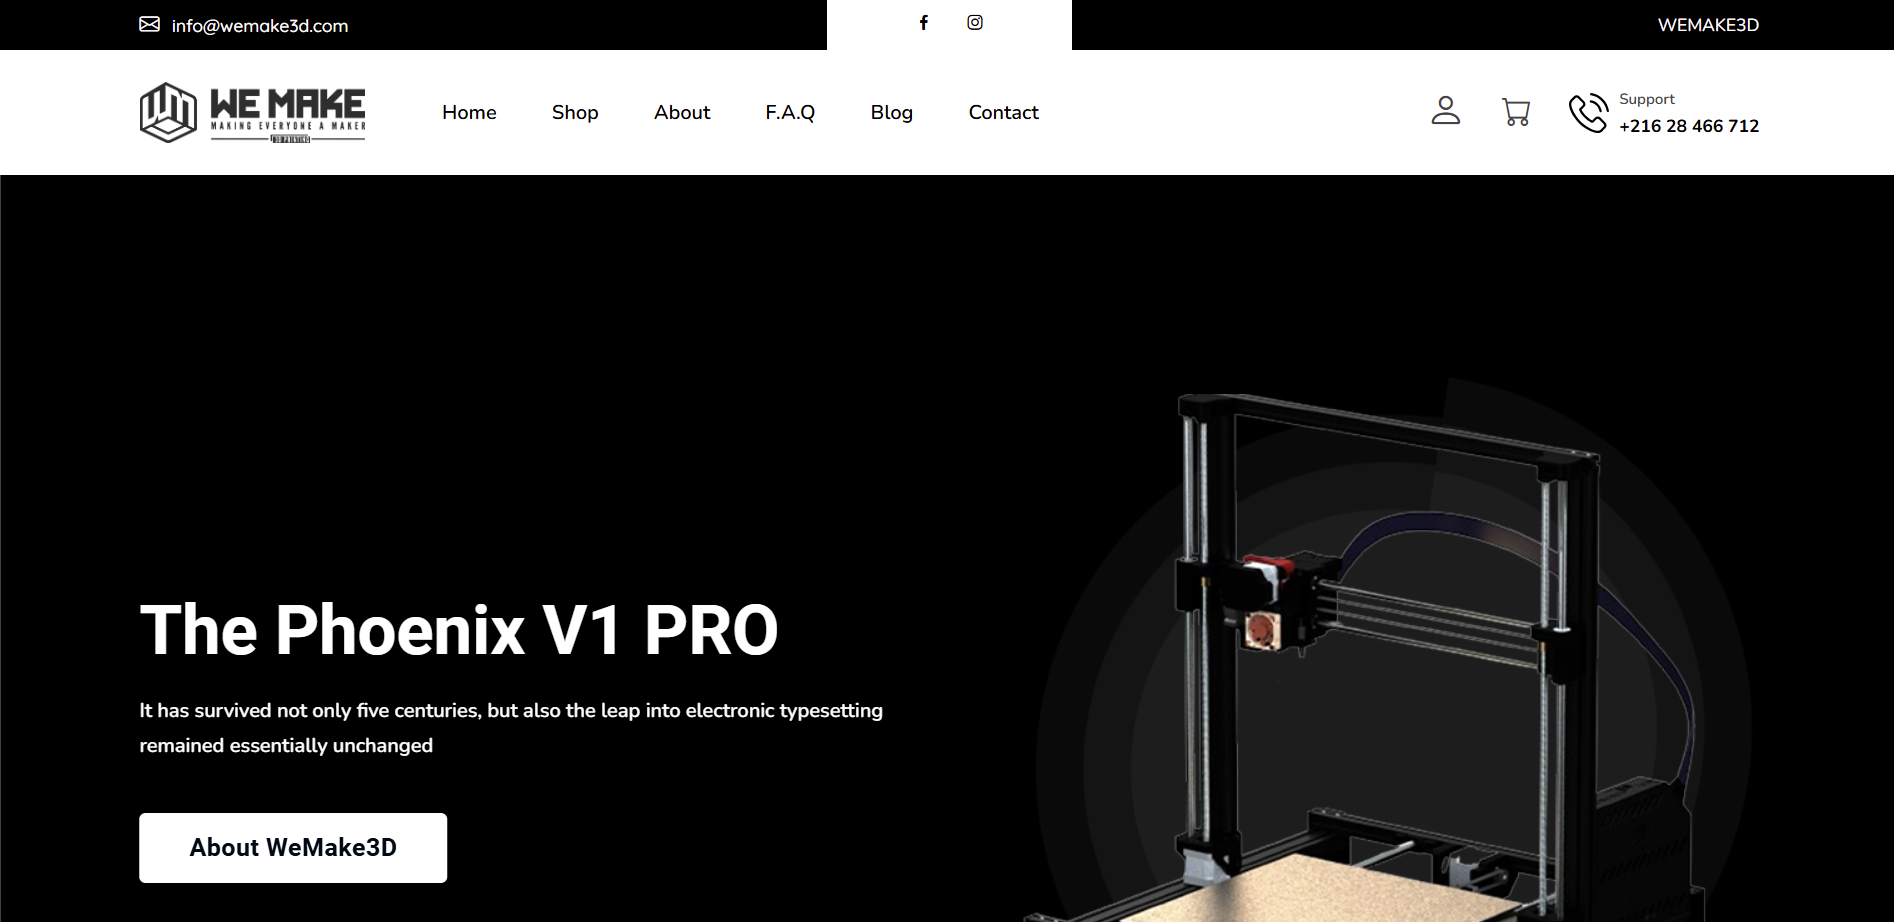 info@wemake3d.com
WEMAKE3D
WE MAKE
MAKING EVERYONE A MAKER
3D PRINTING
Home
Shop
About
F.A.Q
Blog
Contact
Support
+216 28 466 712
The Phoenix V1 PRO
It has survived not only five centuries, but also the leap into electronic typesetting
remained essentially unchanged
About WeMake3D